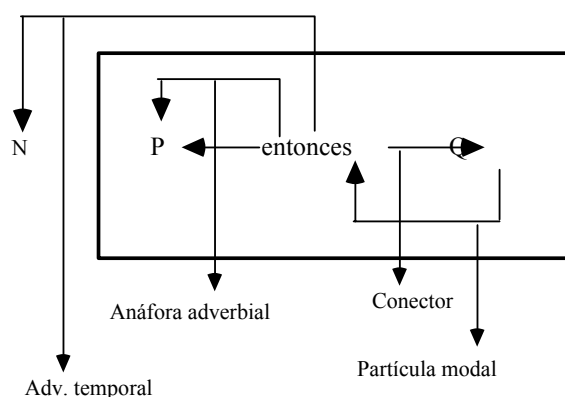 N P entonces Q
Anáfora adverbial
Conector
Partícula modal
Adv. temporal